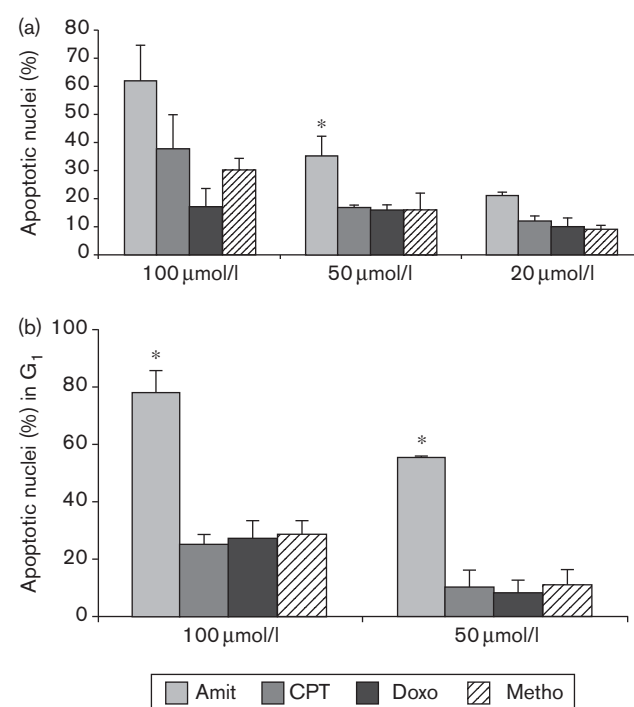 (a)
Apoptotic nuclei (%)
80
70
60
50
40
30
20
10
0
*
100 μmol/l
50 μmol/l
20 μmol/l
(b)
Apoptotic nuclei (%) in G₁
100
80
60
40
20
0
*
*
100 μmol/l
50 μmol/l
Amit CPT Doxo Metho